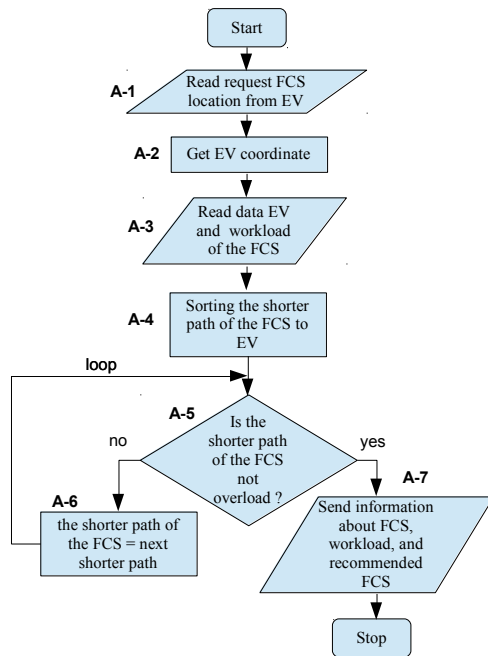 Start
A-1
Read request FCS
location from EV
A-2
Get EV coordinate
A-3
Read data EV
and workload
of the FCS
A-4
Sorting the shorter
path of the FCS to
EV
loop
A-5
Is the
shorter path
of the FCS
not
overload ?
no
yes
A-6
the shorter path of
the FCS = next
shorter path
A-7
Send information
about FCS,
workload, and
recommended
FCS
Stop